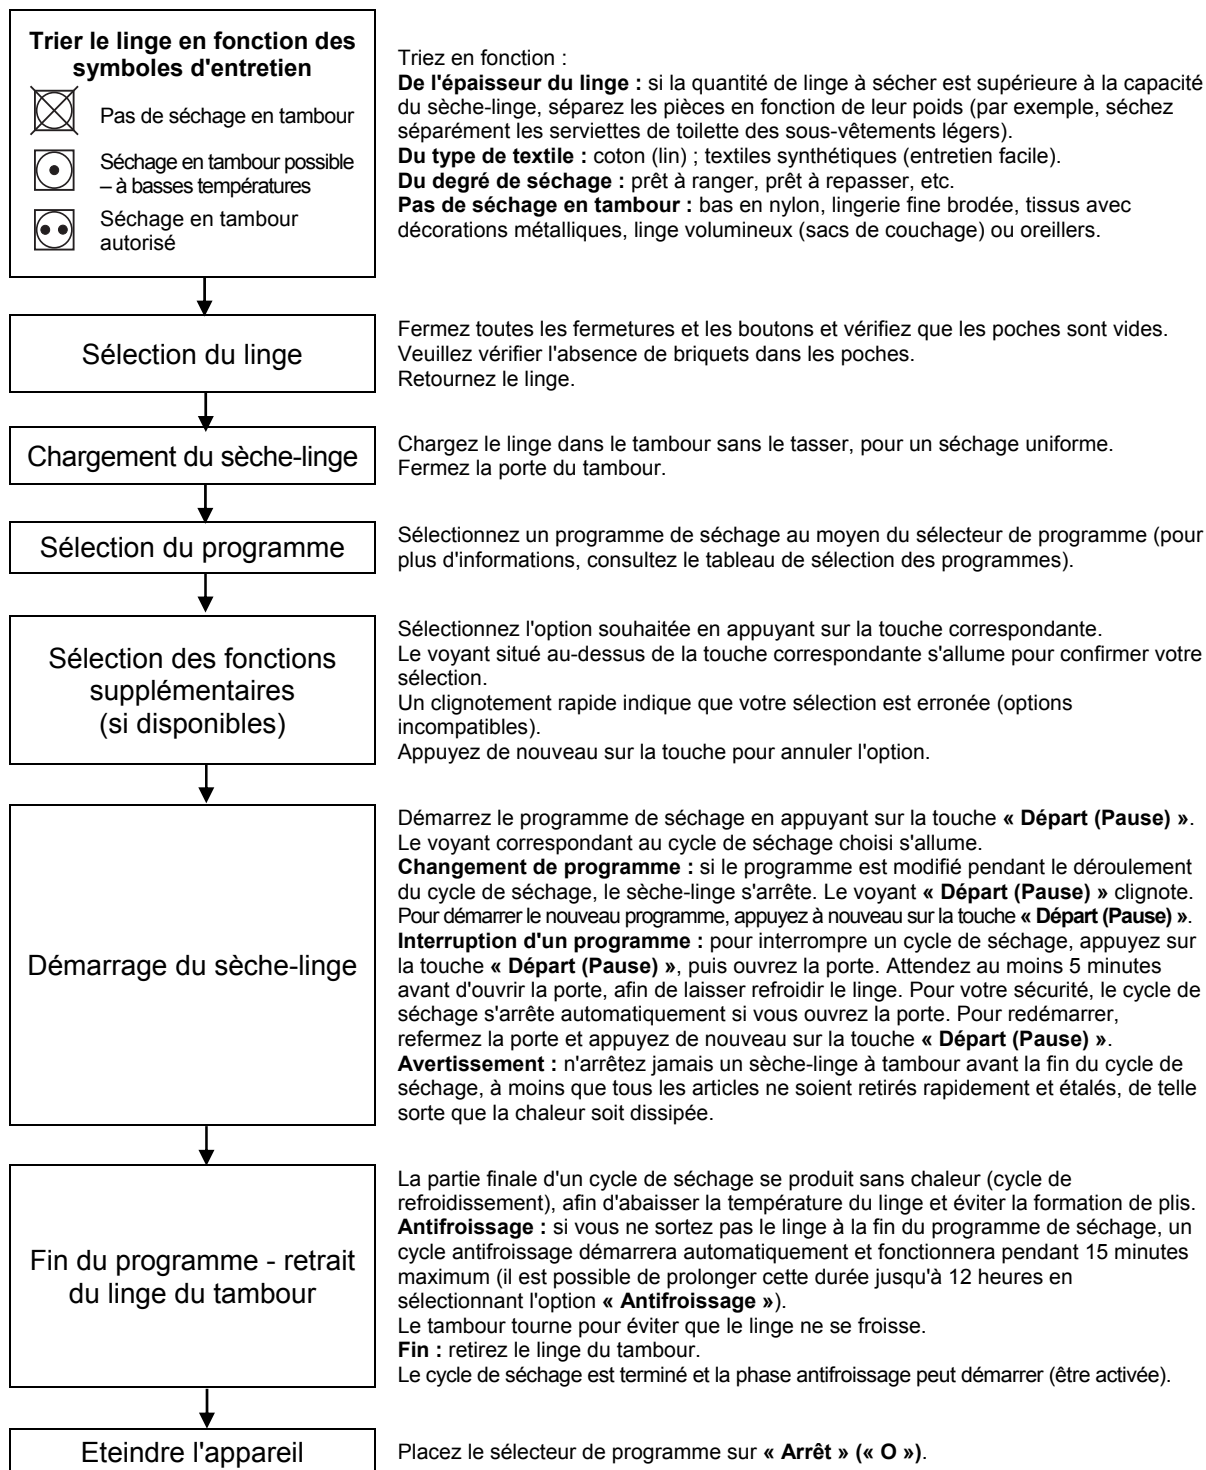 Trier le linge en fonction des
symboles d'entretien
Pas de séchage en tambour
Séchage en tambour possible
– à basses températures
Séchage en tambour
autorisé
Triez en fonction :
De l'épaisseur du linge : si la quantité de linge à sécher est supérieure à la capacité
du sèche-linge, séparez les pièces en fonction de leur poids (par exemple, séchez
séparément les serviettes de toilette des sous-vêtements légers).
Du type de textile : coton (lin) ; textiles synthétiques (entretien facile).
Du degré de séchage : prêt à ranger, prêt à repasser, etc.
Pas de séchage en tambour : bas en nylon, lingerie fine brodée, tissus avec
décorations métalliques, linge volumineux (sacs de couchage) ou oreillers.
Sélection du linge
Fermez toutes les fermetures et les boutons et vérifiez que les poches sont vides.
Veuillez vérifier l'absence de briquets dans les poches.
Retournez le linge.
Chargement du sèche-linge
Chargez le linge dans le tambour sans le tasser, pour un séchage uniforme.
Fermez la porte du tambour.
Sélection du programme
Sélectionnez un programme de séchage au moyen du sélecteur de programme (pour
plus d'informations, consultez le tableau de sélection des programmes).
Sélection des fonctions
supplémentaires
(si disponibles)
Sélectionnez l'option souhaitée en appuyant sur la touche correspondante.
Le voyant situé au-dessus de la touche correspondante s'allume pour confirmer votre
sélection.
Un clignotement rapide indique que votre sélection est erronée (options
incompatibles).
Appuyez de nouveau sur la touche pour annuler l'option.
Démarrage du sèche-linge
Démarrez le programme de séchage en appuyant sur la touche « Départ (Pause) ».
Le voyant correspondant au cycle de séchage choisi s'allume.
Changement de programme : si le programme est modifié pendant le déroulement
du cycle de séchage, le sèche-linge s'arrête. Le voyant « Départ (Pause) » clignote.
Pour démarrer le nouveau programme, appuyez à nouveau sur la touche « Départ (Pause) ».
Interruption d'un programme : pour interrompre un cycle de séchage, appuyez sur
la touche « Départ (Pause) », puis ouvrez la porte. Attendez au moins 5 minutes
avant d'ouvrir la porte, afin de laisser refroidir le linge. Pour votre sécurité, le cycle de
séchage s'arrête automatiquement si vous ouvrez la porte. Pour redémarrer,
refermez la porte et appuyez de nouveau sur la touche « Départ (Pause) ».
Avertissement : n'arrêtez jamais un sèche-linge à tambour avant la fin du cycle de
séchage, à moins que tous les articles ne soient retirés rapidement et étalés, de telle
sorte que la chaleur soit dissipée.
Fin du programme - retrait
du linge du tambour
La partie finale d'un cycle de séchage se produit sans chaleur (cycle de
refroidissement), afin d'abaisser la température du linge et éviter la formation de plis.
Antifroissage : si vous ne sortez pas le linge à la fin du programme de séchage, un
cycle antifroissage démarrera automatiquement et fonctionnera pendant 15 minutes
maximum (il est possible de prolonger cette durée jusqu'à 12 heures en
sélectionnant l'option « Antifroissage »).
Le tambour tourne pour éviter que le linge ne se froisse.
Fin : retirez le linge du tambour.
Le cycle de séchage est terminé et la phase antifroissage peut démarrer (être activée).
Eteindre l'appareil
Placez le sélecteur de programme sur « Arrêt » (« O »).